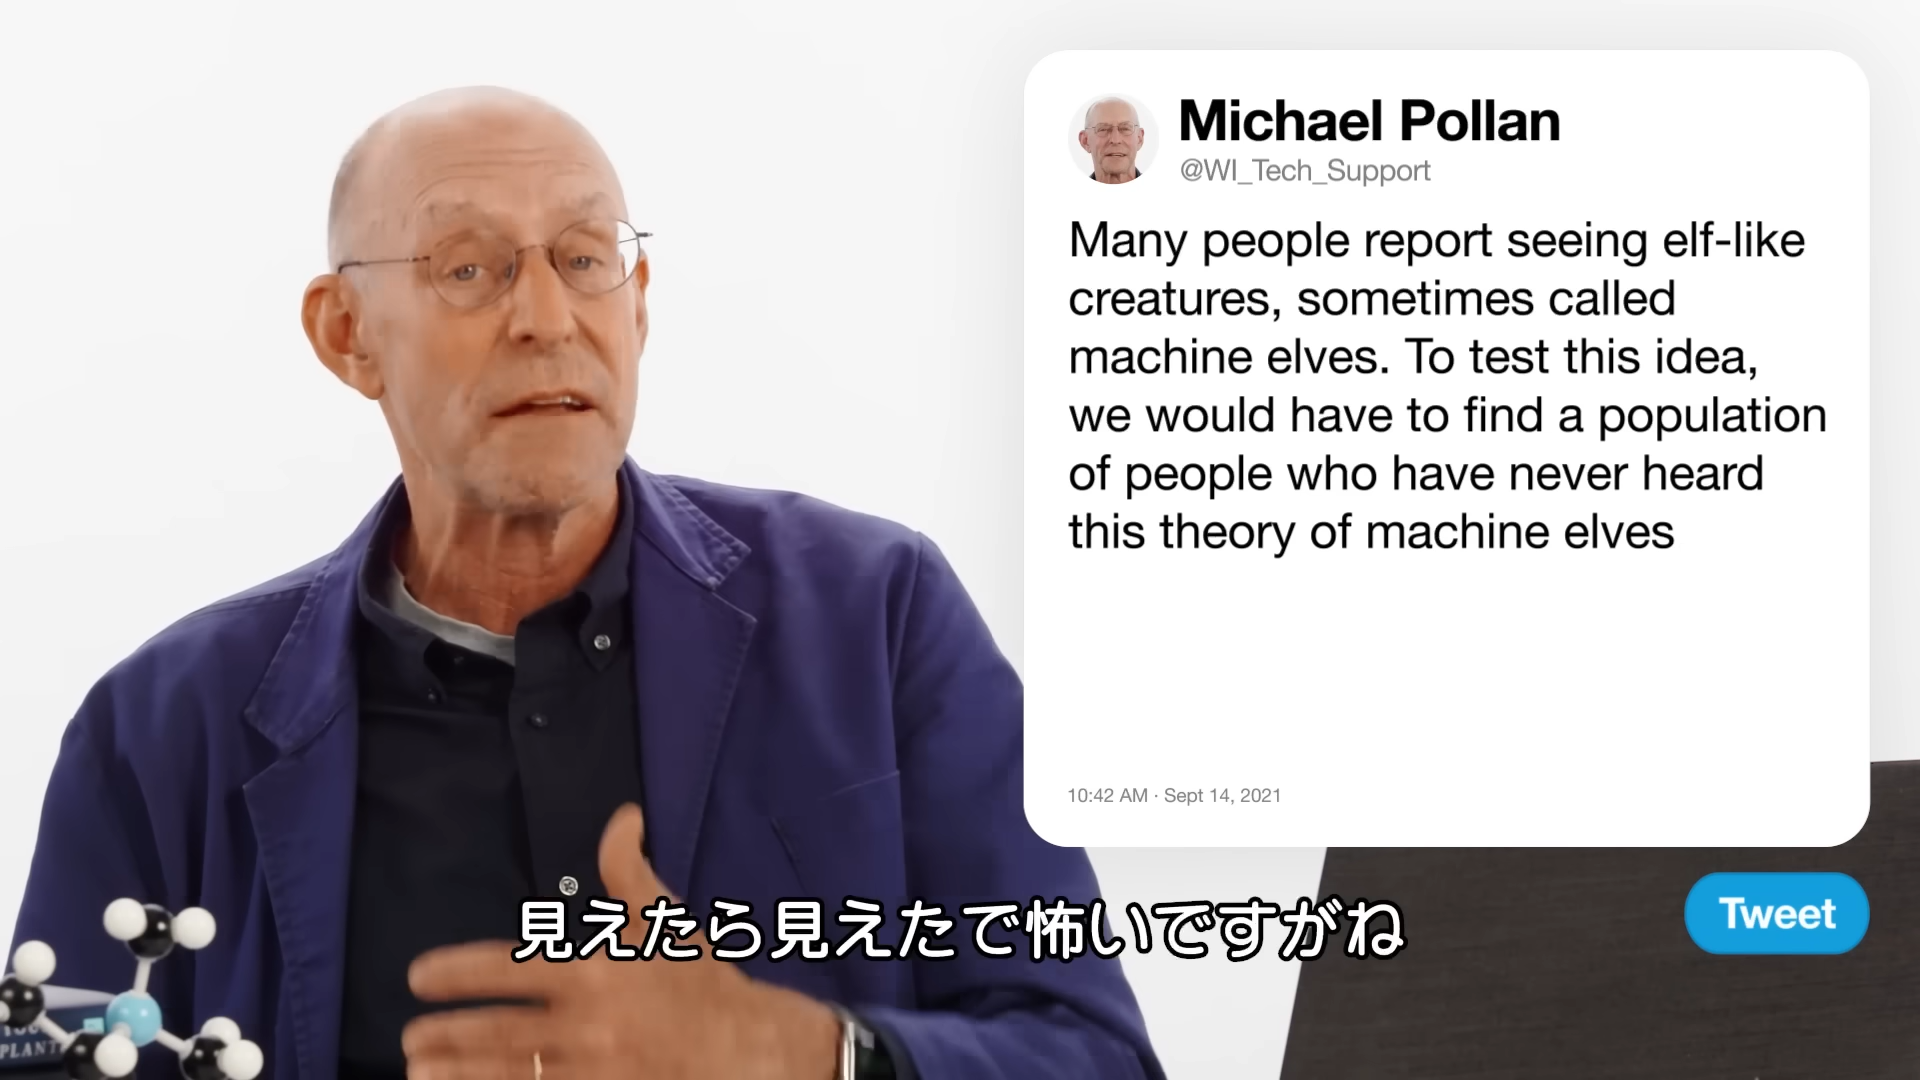 Michael Pollan
@WI_Tech_Support
Many people report seeing elf-like
creatures, sometimes called
machine elves. To test this idea,
we would have to find a population
of people who have never heard
this theory of machine elves
10:42 AM · Sept 14, 2021
Tweet
見えたら見えたで怖いですがね
PLANT